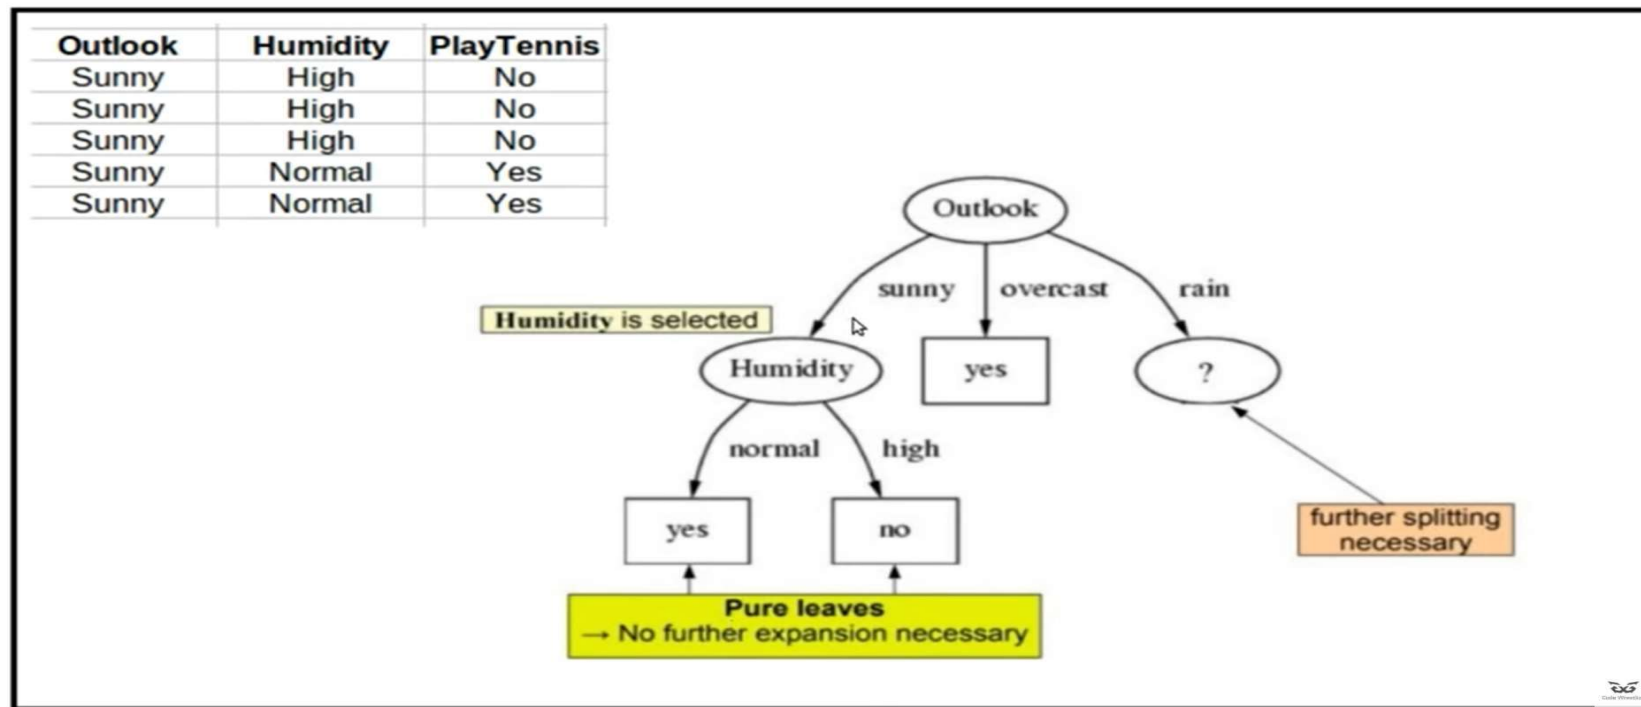 Outlook Humidity PlayTennis
Sunny High No
Sunny High No
Sunny High No
Sunny Normal Yes
Sunny Normal Yes
Outlook
sunny overcast rain
Humidity is selected
Humidity yes ?
normal high
yes no
further splitting
necessary
Pure leaves
→ No further expansion necessary